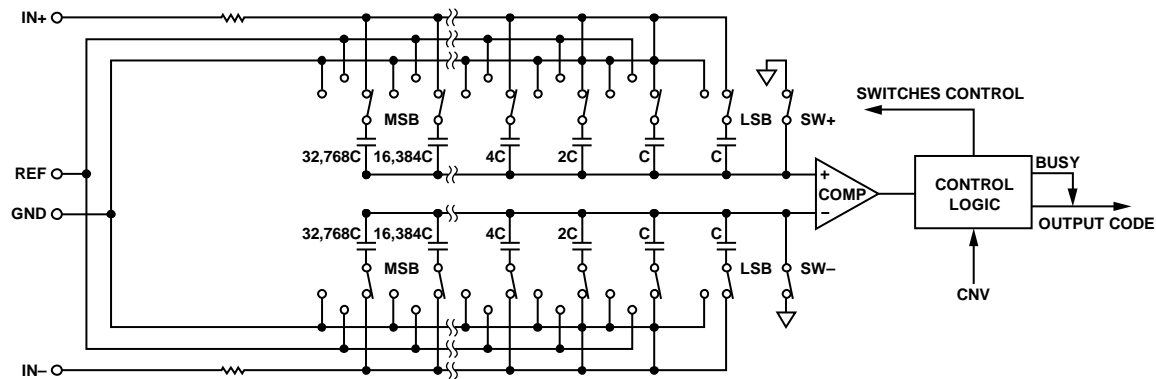 IN+
SWITCHES CONTROL
MSB
LSB
SW+
32,768C 16,384C 4C 2C C C
REF
BUSY
+
COMP
–
CONTROL
LOGIC
GND
OUTPUT CODE
32,768C 16,384C 4C 2C C C
MSB
LSB
SW–
CNV
IN–